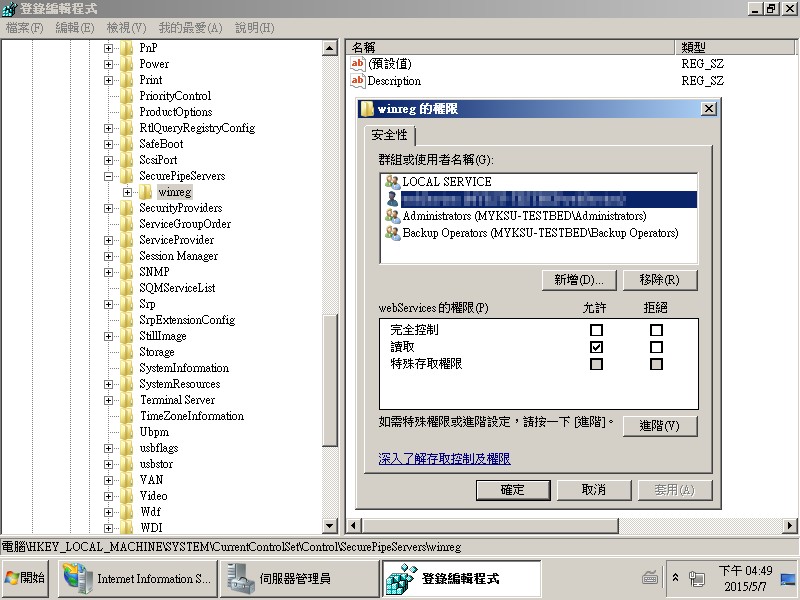 登錄編輯程式
檔案(F) 編輯(E) 檢視(V) 我的最愛(A) 說明(H)
PnP
Power
Print
PriorityControl
ProductOptions
RtlQueryRegistryConfig
SafeBoot
ScsiPort
SecurePipeServers
winreg
SecurityProviders
ServiceGroupOrder
ServiceProvider
Session Manager
SNMP
SQMServiceList
Srp
SrpExtensionConfig
StillImage
Storage
SystemInformation
SystemResources
Terminal Server
TimeZoneInformation
Ubpm
usbflags
usbstor
VAN
Video
Wdf
WDI
名稱 類型
(預設值) REG_SZ
Description REG_SZ
winreg 的權限
安全性
群組或使用者名稱(G):
LOCAL SERVICE
Administrators (MYKSU-TESTBED\Administrators)
Backup Operators (MYKSU-TESTBED\Backup Operators)
新增(D)... 移除(R)
webServices 的權限(P) 允許 拒絕
完全控制
讀取
特殊存取權限
如需特殊權限或進階設定，請按一下 [進階]。 進階(V)
深入了解存取控制及權限
確定 取消 套用(A)
電腦\HKEY_LOCAL_MACHINE\SYSTEM\CurrentControlSet\Control\SecurePipeServers\winreg
開始 Internet Information S... 伺服器管理員 登錄編輯程式 下午 04:49
2015/5/7